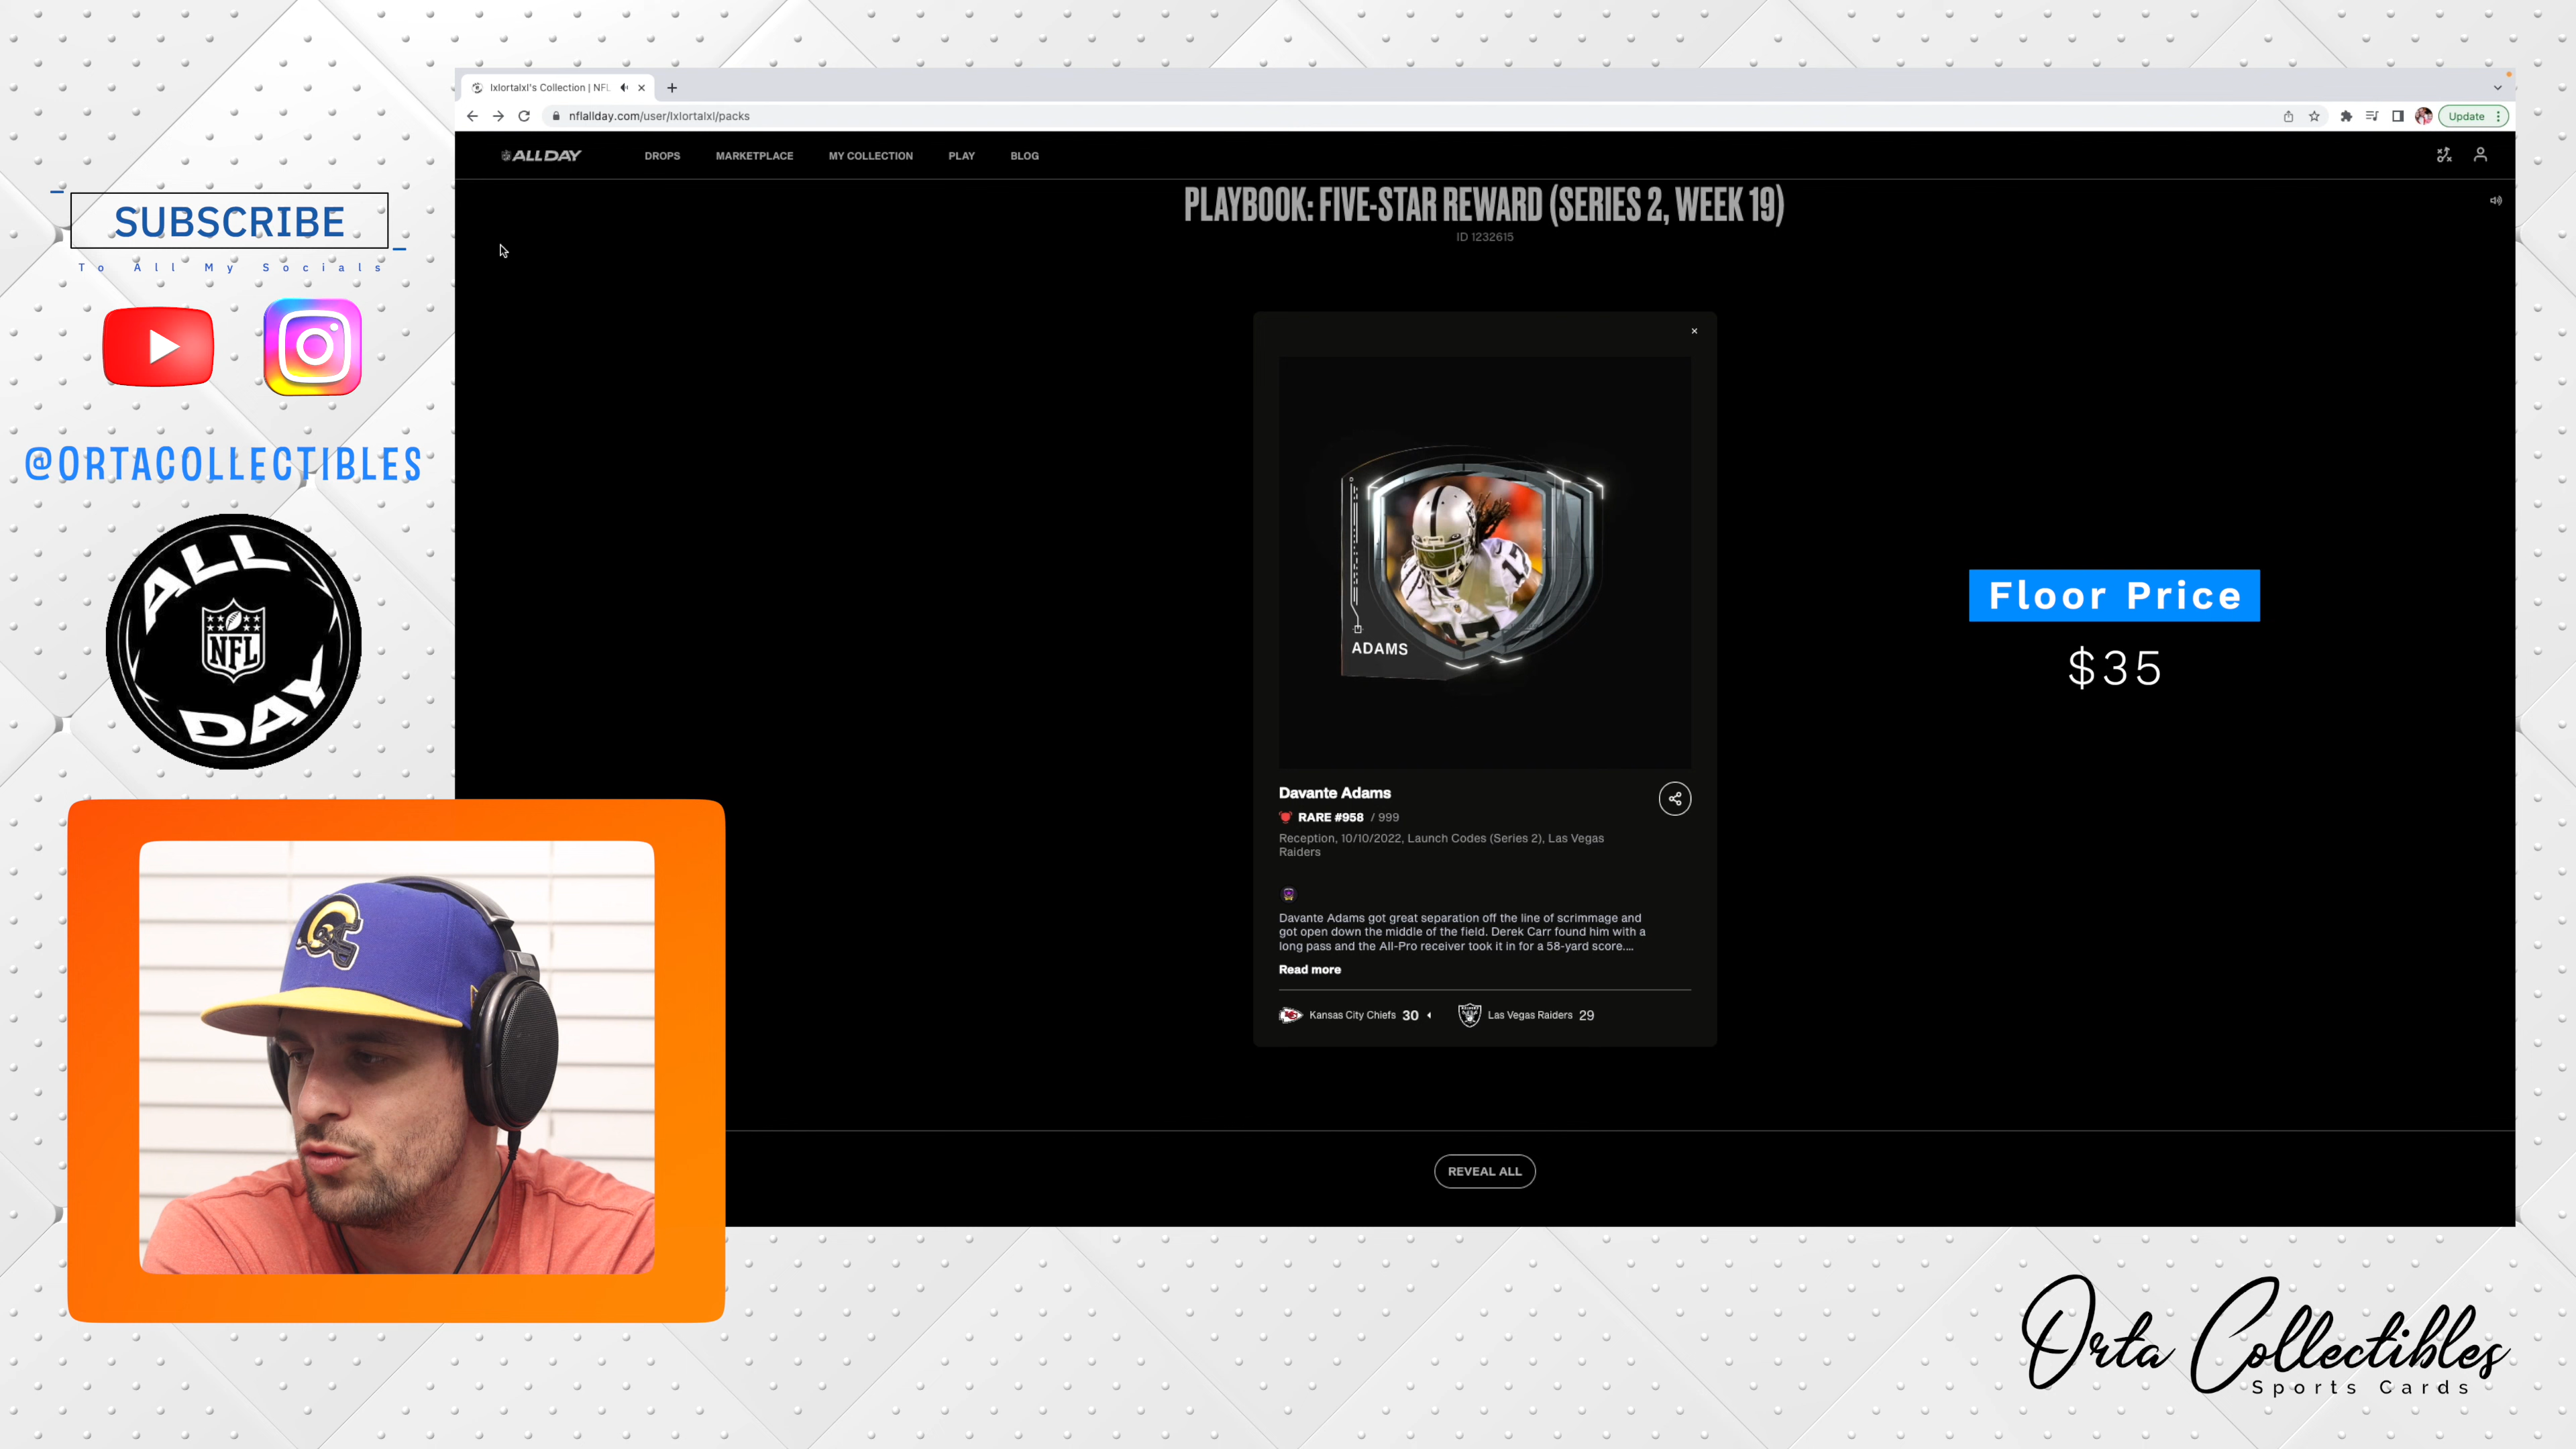 SUBSCRIBE
To All My Socials
@ORTACOLLECTIBLES
ALL
NFL
DAY
lxlortalxl's Collection | NFL
nflallday.com/user/lxlortalxl/packs
Update
ALL DAY
DROPS
MARKETPLACE
MY COLLECTION
PLAY
BLOG
PLAYBOOK: FIVE-STAR REWARD (SERIES 2, WEEK 19)
ID 1232615
17
ADAMS
Davante Adams
RARE #958 / 999
Reception, 10/10/2022, Launch Codes (Series 2), Las Vegas
Raiders
Davante Adams got great separation off the line of scrimmage and
got open down the middle of the field. Derek Carr found him with a
long pass and the All-Pro receiver took it in for a 58-yard score....
Read more
Kansas City Chiefs 30
Las Vegas Raiders 29
REVEAL ALL
Floor Price
$35
Orta Collectibles
Sports Cards